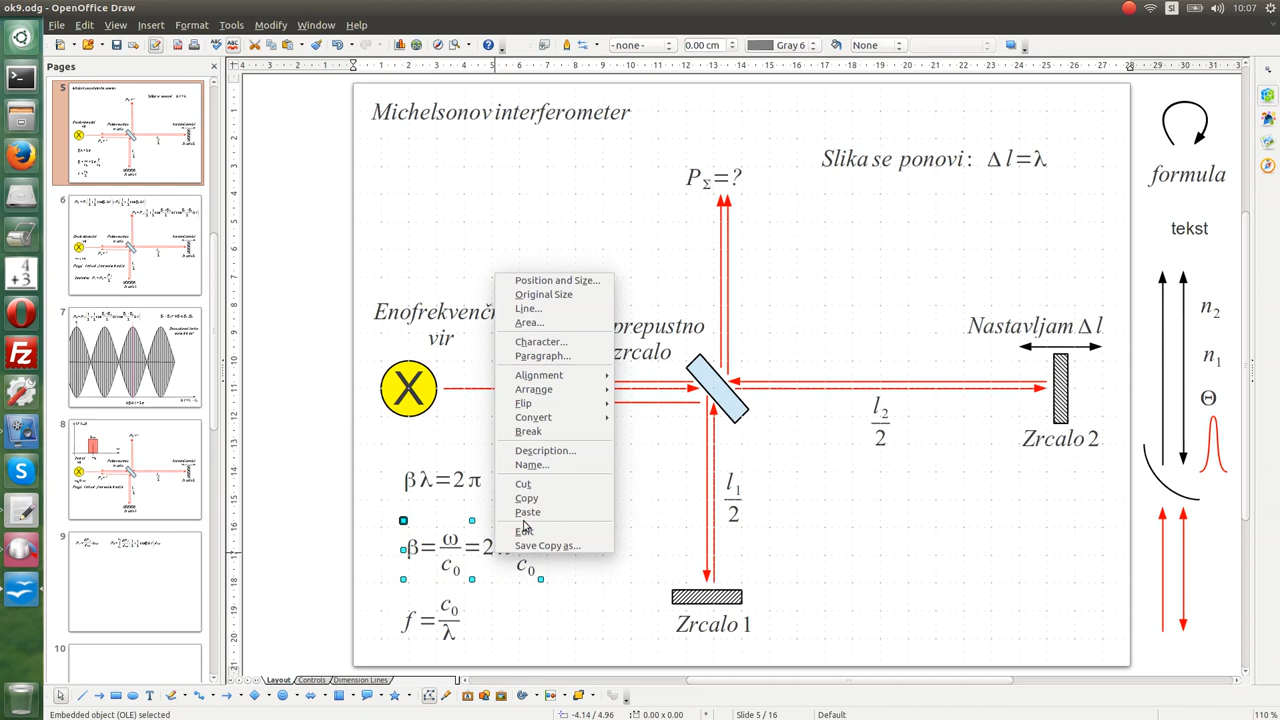 ok9.odg - OpenOffice Draw
Sl
10:07
File Edit View Insert Format Tools Modify Window Help
- none -
0.00 cm
Gray 6
None
Pages
5
6
7
8
9
10
Michelsonov interferometer
Slika se ponovi: Δ l=λ
P_Σ=?
formula
tekst
Enofrekvenčn
vir
prepustno
zrcalo
Nastavljam Δ l
X
n_2
n_1
Θ
l_2/2
Zrcalo 2
l_1/2
Zrcalo 1
β λ=2 π
β=ω/c_0=2
c_0
f=c_0/λ
Position and Size...
Original Size
Line...
Area...
Character...
Paragraph...
Alignment
Arrange
Flip
Convert
Break
Description...
Name...
Cut
Copy
Paste
Edit
Save Copy as...
Layout Controls Dimension Lines
Embedded object (OLE) selected
-4.14 / 4.96
0.00 x 0.00
*
Slide 5 / 16
Default
110 %